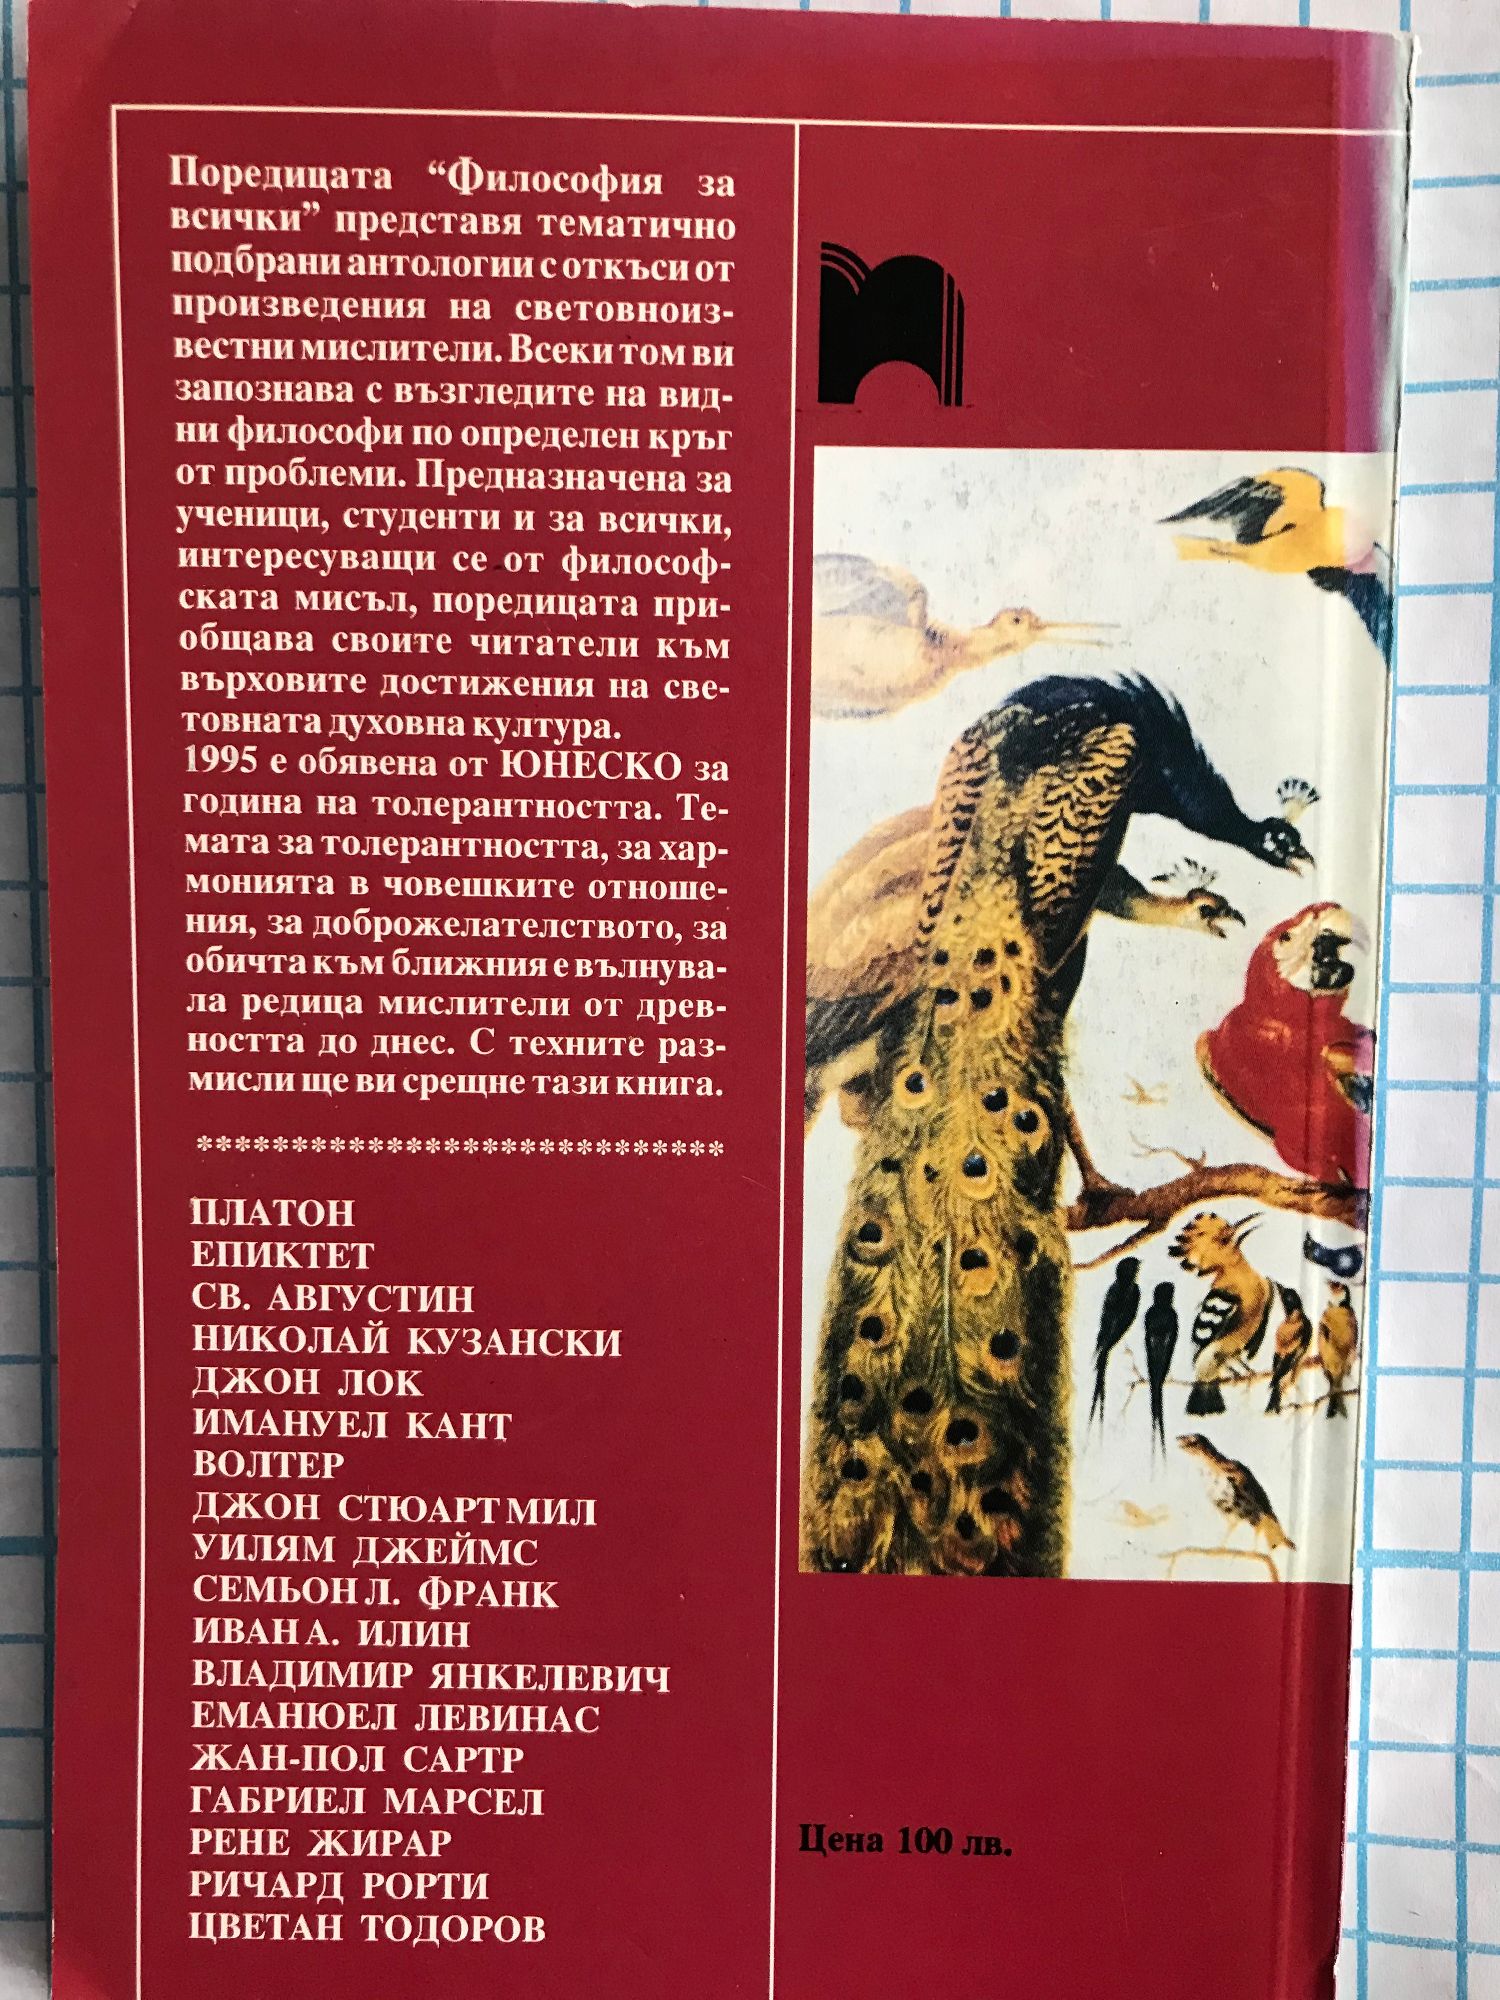 Поредицата “Философия за
всички” представя тематично
подбрани антологии с откъси от
произведения на световноиз-
вестни мислители. Всеки том ви
запознава с възгледите на вид-
ни философи по определен кръг
от проблеми. Предназначена за
ученици, студенти и за всички,
интересуващи се от философ-
ската мисъл, поредицата при-
общава своите читатели към
върховите достижения на све-
товната духовна култура.
1995 е обявена от ЮНЕСКО за
година на толерантността. Те-
мата за толерантността, за хар-
монията в човешките отноше-
ния, за доброжелателството, за
обичта към ближния е вълнува-
ла редица мислители от древ-
ността до днес. С техните раз-
мисли ще ви срещне тази книга.
****************************
ПЛАТОН
ЕПИКТЕТ
СВ. АВГУСТИН
НИКОЛАЙ КУЗАНСКИ
ДЖОН ЛОК
ИМАНУЕЛ КАНТ
ВОЛТЕР
ДЖОН СТЮАРТ МИЛ
УИЛЯМ ДЖЕЙМС
СЕМЬОН Л. ФРАНК
ИВАН А. ИЛИН
ВЛАДИМИР ЯНКЕЛЕВИЧ
ЕМАНЮЕЛ ЛЕВИНАС
ЖАН-ПОЛ САРТР
ГАБРИЕЛ МАРСЕЛ
РЕНЕ ЖИРАР
РИЧАРД РОРТИ
ЦВЕТАН ТОДОРОВ
Цена 100 лв.